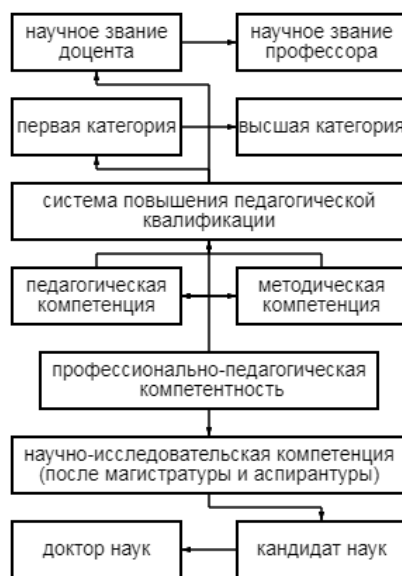 научное звание
доцента
научное звание
профессора
первая категория
высшая категория
система повышения педагогической
квалификации
педагогическая
компетенция
методическая
компетенция
профессионально-педагогическая
компетентность
научно-исследовательская компетенция
(после магистратуры и аспирантуры)
доктор наук
кандидат наук